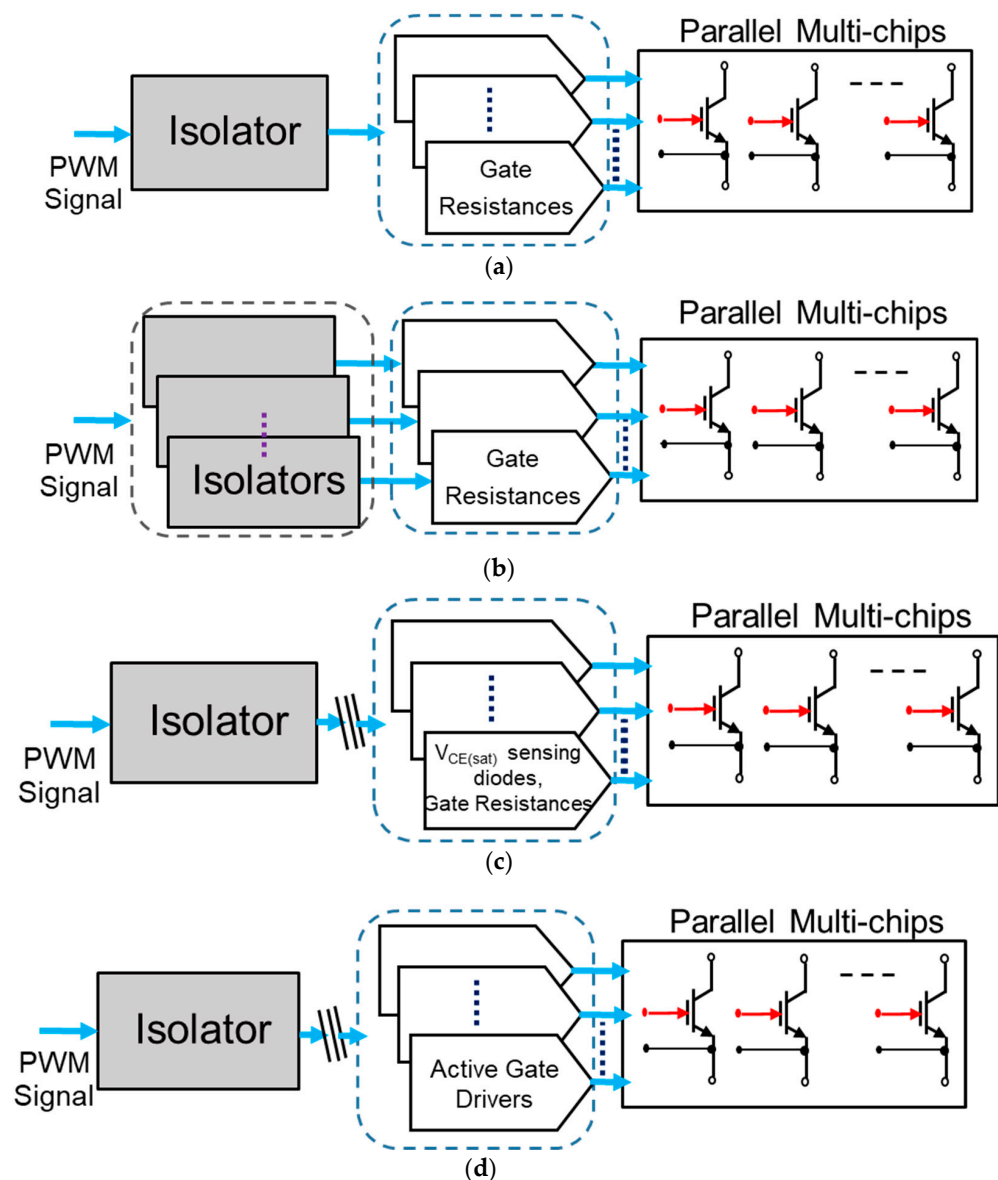 Parallel Multi-chips
Isolator
PWM
Signal
Gate
Resistances
(a)
Parallel Multi-chips
PWM
Signal
Isolators
Gate
Resistances
(b)
Parallel Multi-chips
Isolator
PWM
Signal
VCE(sat) sensing
diodes,
Gate Resistances
(c)
Parallel Multi-chips
Isolator
PWM
Signal
Active Gate
Drivers
(d)